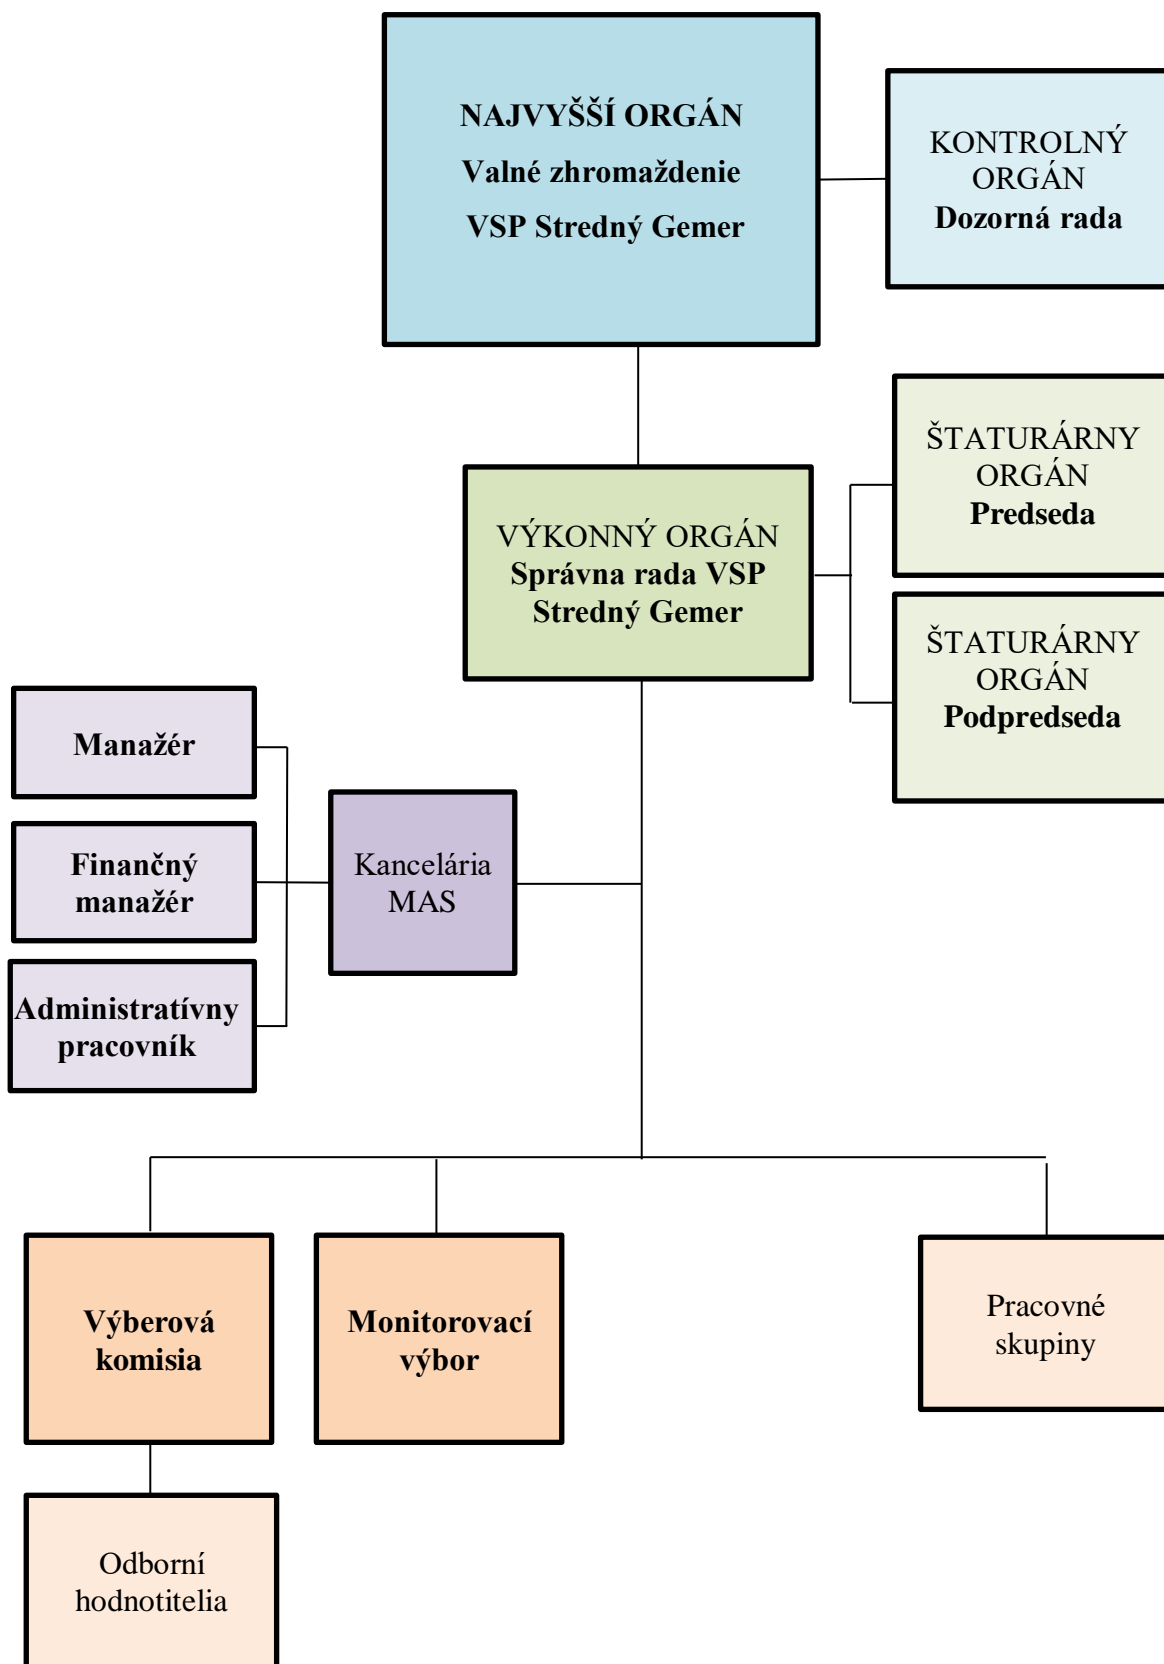 NAJVYŠŠÍ ORGÁN
Valné zhromaždenie
VSP Stredný Gemer
KONTROLNÝ
ORGÁN
Dozorná rada
ŠTATURÁRNY
ORGÁN
Predseda
VÝKONNÝ ORGÁN
Správna rada VSP
Stredný Gemer
ŠTATURÁRNY
ORGÁN
Podpredseda
Manažér
Finančný
manažér
Administratívny
pracovník
Kancelária
MAS
Výberová
komisia
Monitorovací
výbor
Pracovné
skupiny
Odborní
hodnotitelia